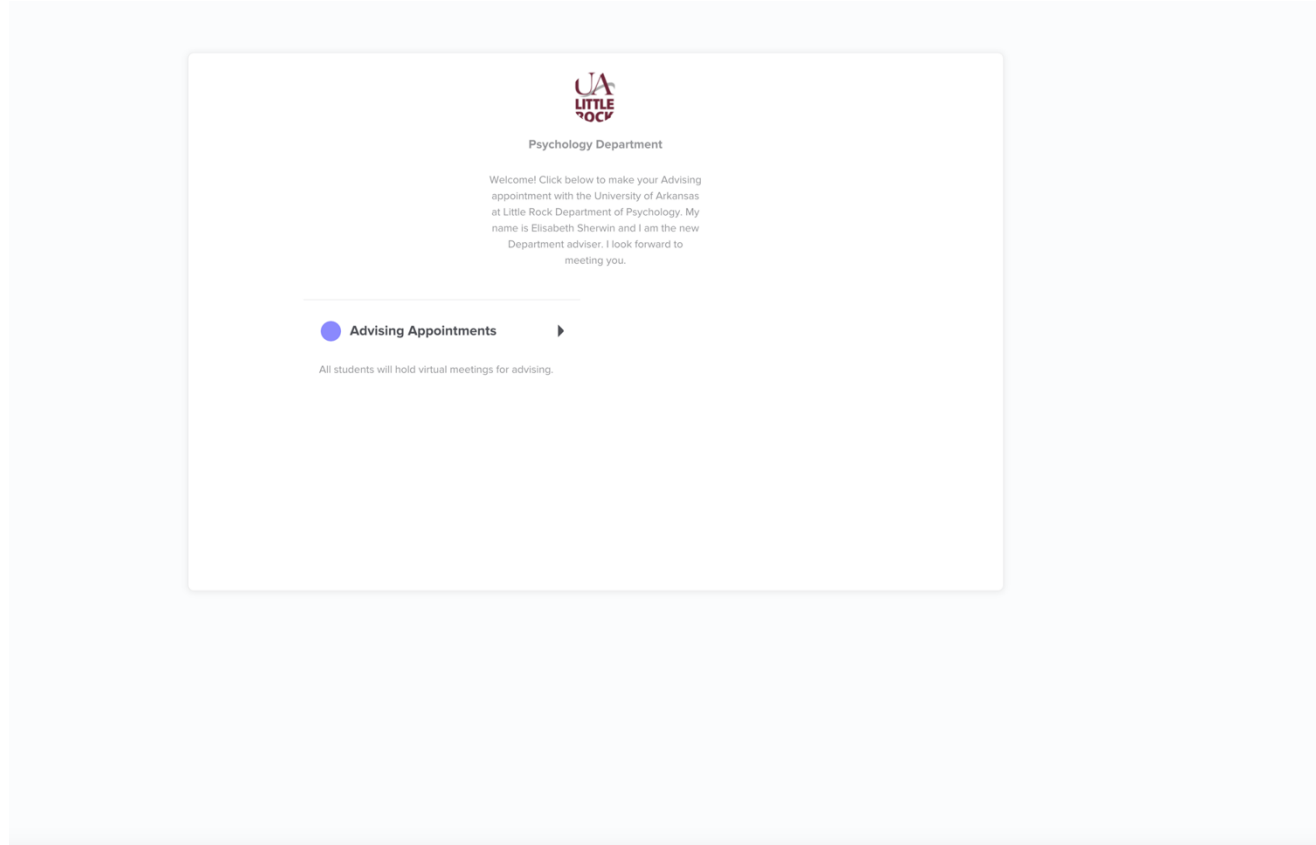 UA
LITTLE
ROCK
Psychology Department
Welcome! Click below to make your Advising
appointment with the University of Arkansas
at Little Rock Department of Psychology. My
name is Elisabeth Sherwin and I am the new
Department adviser. I look forward to
meeting you.
Advising Appointments
All students will hold virtual meetings for advising.